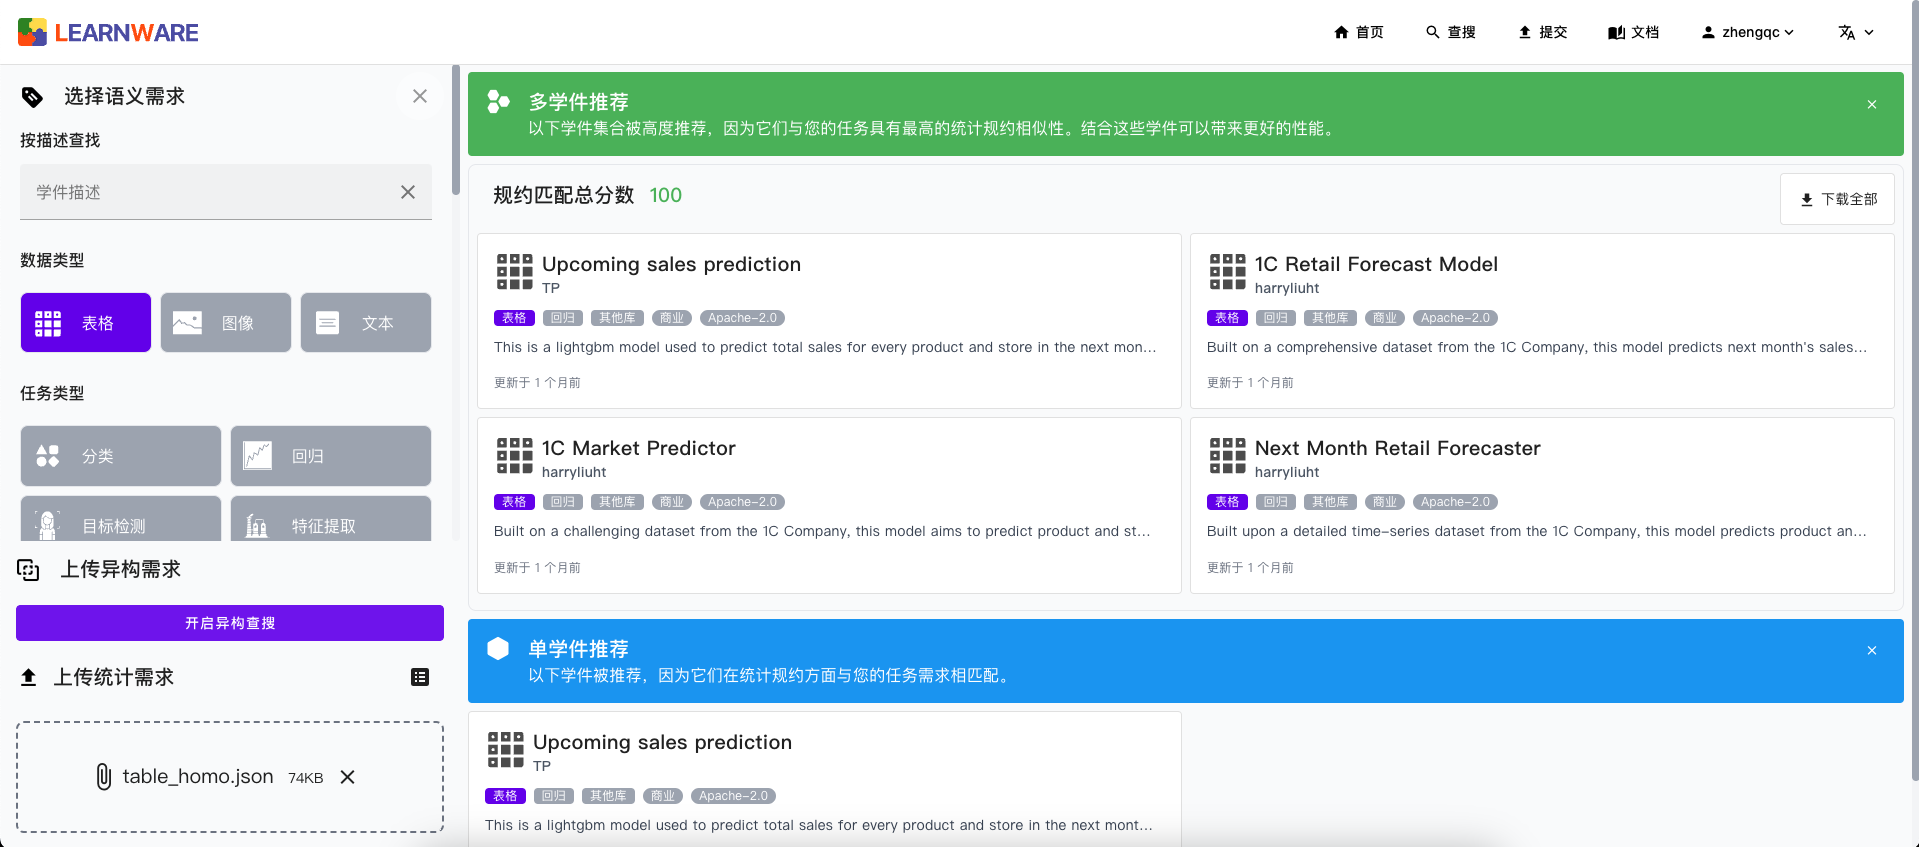 LEARNWARE
首页
查搜
提交
文档
zhengqc
选择语义需求
按描述查找
学件描述
数据类型
表格
图像
文本
任务类型
分类
回归
目标检测
特征提取
上传异构需求
开启异构查搜
上传统计需求
table_homo.json 74KB
多学件推荐
以下学件集合被高度推荐，因为它们与您的任务具有最高的统计规约相似性。结合这些学件可以带来更好的性能。
规约匹配总分数 100
下载全部
Upcoming sales prediction
TP
表格 回归 其他库 商业 Apache-2.0
This is a lightgbm model used to predict total sales for every product and store in the next mon...
更新于 1 个月前
1C Retail Forecast Model
harryliuht
表格 回归 其他库 商业 Apache-2.0
Built on a comprehensive dataset from the 1C Company, this model predicts next month's sales...
更新于 1 个月前
1C Market Predictor
harryliuht
表格 回归 其他库 商业 Apache-2.0
Built on a challenging dataset from the 1C Company, this model aims to predict product and st...
更新于 1 个月前
Next Month Retail Forecaster
harryliuht
表格 回归 其他库 商业 Apache-2.0
Built upon a detailed time-series dataset from the 1C Company, this model predicts product an...
更新于 1 个月前
单学件推荐
以下学件被推荐，因为它们在统计规约方面与您的任务需求相匹配。
Upcoming sales prediction
TP
表格 回归 其他库 商业 Apache-2.0
This is a lightgbm model used to predict total sales for every product and store in the next mont...